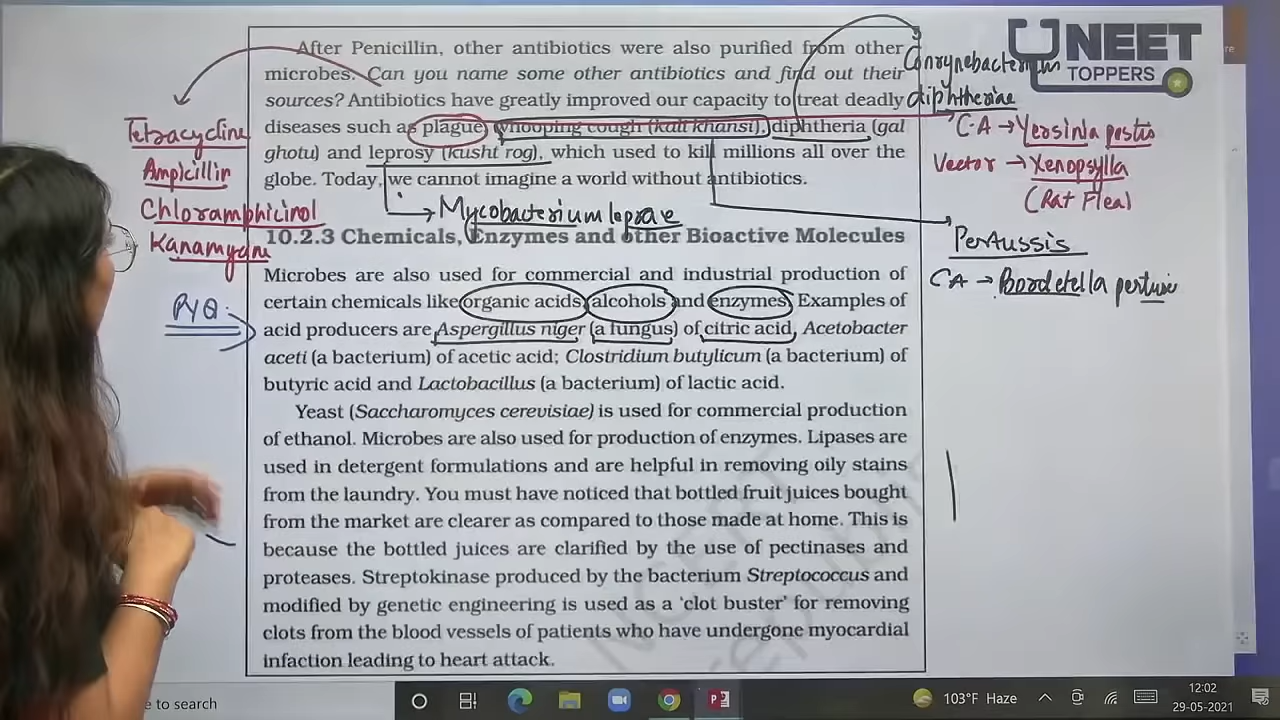 After Penicillin, other antibiotics were also purified from other
microbes. Can you name some other antibiotics and find out their
sources? Antibiotics have greatly improved our capacity to treat deadly
diseases such as plague, whooping cough (kali khansi), diphtheria (gal
ghotu) and leprosy (kusht rog), which used to kill millions all over the
globe. Today, we cannot imagine a world without antibiotics.
Tetracycline
Ampicillin
Chloramphicinol
Kanamycine
Mycobacterium leprae
UNEET
TOPPERS
Conrynebacterium
diphtheriae
CA → Yersinia pestis
Vector → Xenopsylla
(Rat Flea)
Pertussis
CA → Bordetella pertusis
10.2.3 Chemicals, Enzymes and other Bioactive Molecules
PYQ
Microbes are also used for commercial and industrial production of
certain chemicals like organic acids, alcohols and enzymes. Examples of
acid producers are Aspergillus niger (a fungus) of citric acid, Acetobacter
aceti (a bacterium) of acetic acid; Clostridium butylicum (a bacterium) of
butyric acid and Lactobacillus (a bacterium) of lactic acid.
Yeast (Saccharomyces cerevisiae) is used for commercial production
of ethanol. Microbes are also used for production of enzymes. Lipases are
used in detergent formulations and are helpful in removing oily stains
from the laundry. You must have noticed that bottled fruit juices bought
from the market are clearer as compared to those made at home. This is
because the bottled juices are clarified by the use of pectinases and
proteases. Streptokinase produced by the bacterium Streptococcus and
modified by genetic engineering is used as a 'clot buster' for removing
clots from the blood vessels of patients who have undergone myocardial
infaction leading to heart attack.
e to search
103°F Haze
12:02
29-05-2021